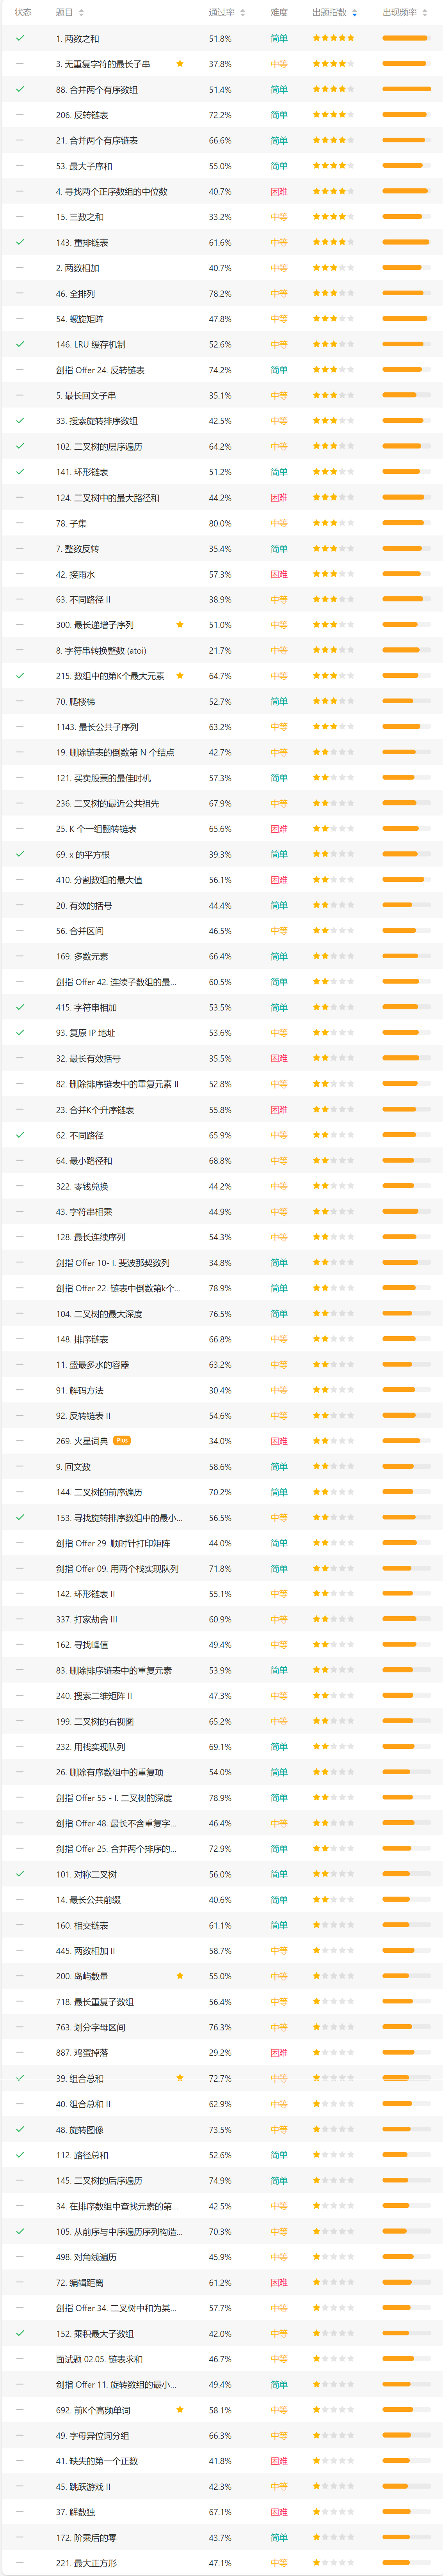 状态 题目 通过率 难度 出题指数 出现频率
1. 两数之和 51.8% 简单
3. 无重复字符的最长子串 37.8% 中等
88. 合并两个有序数组 51.4% 简单
206. 反转链表 72.2% 简单
21. 合并两个有序链表 66.6% 简单
53. 最大子序和 55.0% 简单
4. 寻找两个正序数组的中位数 40.7% 困难
15. 三数之和 33.2% 中等
143. 重排链表 61.6% 中等
2. 两数相加 40.7% 中等
46. 全排列 78.2% 中等
54. 螺旋矩阵 47.8% 中等
146. LRU 缓存机制 52.6% 中等
剑指 Offer 24. 反转链表 74.2% 简单
5. 最长回文子串 35.1% 中等
33. 搜索旋转排序数组 42.5% 中等
102. 二叉树的层序遍历 64.2% 中等
141. 环形链表 51.2% 简单
124. 二叉树中的最大路径和 44.2% 困难
78. 子集 80.0% 中等
7. 整数反转 35.4% 简单
42. 接雨水 57.3% 困难
63. 不同路径 II 38.9% 中等
300. 最长递增子序列 51.0% 中等
8. 字符串转换整数 (atoi) 21.7% 中等
215. 数组中的第K个最大元素 64.7% 中等
70. 爬楼梯 52.7% 简单
1143. 最长公共子序列 63.2% 中等
19. 删除链表的倒数第 N 个结点 42.7% 中等
121. 买卖股票的最佳时机 57.3% 简单
236. 二叉树的最近公共祖先 67.9% 中等
25. K 个一组翻转链表 65.6% 困难
69. x 的平方根 39.3% 简单
410. 分割数组的最大值 56.1% 困难
20. 有效的括号 44.4% 简单
56. 合并区间 46.5% 中等
169. 多数元素 66.4% 简单
剑指 Offer 42. 连续子数组的最... 60.5% 简单
415. 字符串相加 53.5% 简单
93. 复原 IP 地址 53.6% 中等
32. 最长有效括号 35.5% 困难
82. 删除排序链表中的重复元素 II 52.8% 中等
23. 合并K个升序链表 55.8% 困难
62. 不同路径 65.9% 中等
64. 最小路径和 68.8% 中等
322. 零钱兑换 44.2% 中等
43. 字符串相乘 44.9% 中等
128. 最长连续序列 54.3% 中等
剑指 Offer 10- I. 斐波那契数列 34.8% 简单
剑指 Offer 22. 链表中倒数第k个... 78.9% 简单
104. 二叉树的最大深度 76.5% 简单
148. 排序链表 66.8% 中等
11. 盛最多水的容器 63.2% 中等
91. 解码方法 30.4% 中等
92. 反转链表 II 54.6% 中等
269. 火星词典 Plus 34.0% 困难
9. 回文数 58.6% 简单
144. 二叉树的前序遍历 70.2% 简单
153. 寻找旋转排序数组中的最小... 56.5% 中等
剑指 Offer 29. 顺时针打印矩阵 44.0% 简单
剑指 Offer 09. 用两个栈实现队列 71.8% 简单
142. 环形链表 II 55.1% 中等
337. 打家劫舍 III 60.9% 中等
162. 寻找峰值 49.4% 中等
83. 删除排序链表中的重复元素 53.9% 简单
240. 搜索二维矩阵 II 47.3% 中等
199. 二叉树的右视图 65.2% 中等
232. 用栈实现队列 69.1% 简单
26. 删除有序数组中的重复项 54.0% 简单
剑指 Offer 55 - I. 二叉树的深度 78.9% 简单
剑指 Offer 48. 最长不含重复字... 46.4% 中等
剑指 Offer 25. 合并两个排序的... 72.9% 简单
101. 对称二叉树 56.0% 简单
14. 最长公共前缀 40.6% 简单
160. 相交链表 61.1% 简单
445. 两数相加 II 58.7% 中等
200. 岛屿数量 55.0% 中等
718. 最长重复子数组 56.4% 中等
763. 划分字母区间 76.3% 中等
887. 鸡蛋掉落 29.2% 困难
39. 组合总和 72.7% 中等
40. 组合总和 II 62.9% 中等
48. 旋转图像 73.5% 中等
112. 路径总和 52.6% 简单
145. 二叉树的后序遍历 74.9% 简单
34. 在排序数组中查找元素的第... 42.5% 中等
105. 从前序与中序遍历序列构造... 70.3% 中等
498. 对角线遍历 45.9% 中等
72. 编辑距离 61.2% 困难
剑指 Offer 34. 二叉树中和为某... 57.7% 中等
152. 乘积最大子数组 42.0% 中等
面试题 02.05. 链表求和 46.7% 中等
剑指 Offer 11. 旋转数组的最小... 49.4% 简单
692. 前K个高频单词 58.1% 中等
49. 字母异位词分组 66.3% 中等
41. 缺失的第一个正数 41.8% 困难
45. 跳跃游戏 II 42.3% 中等
37. 解数独 67.1% 困难
172. 阶乘后的零 43.7% 简单
221. 最大正方形 47.1% 中等